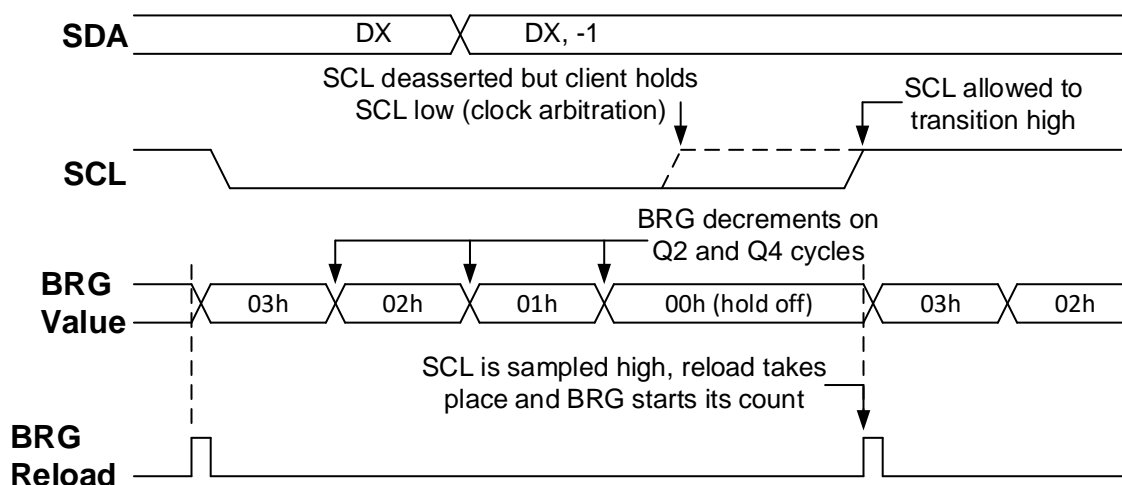 SDA
DX
DX, -1
SCL deasserted but client holds
SCL low (clock arbitration)
SCL allowed to
transition high
SCL
BRG decrements on
Q2 and Q4 cycles
BRG
Value
03h
02h
01h
00h (hold off)
03h
02h
SCL is sampled high, reload takes
place and BRG starts its count
BRG
Reload